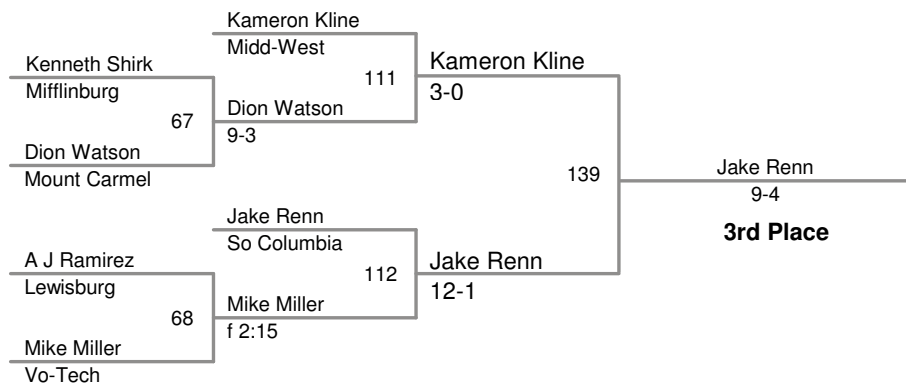 Kameron Kline
Midd-West
Kenneth Shirk
Mifflinburg
111
Kameron Kline
3-0
67
Dion Watson
9-3
Dion Watson
Mount Carmel
139
Jake Renn
9-4
3rd Place
Jake Renn
So Columbia
A J Ramirez
Lewisburg
112
Jake Renn
12-1
68
Mike Miller
f 2:15
Mike Miller
Vo-Tech